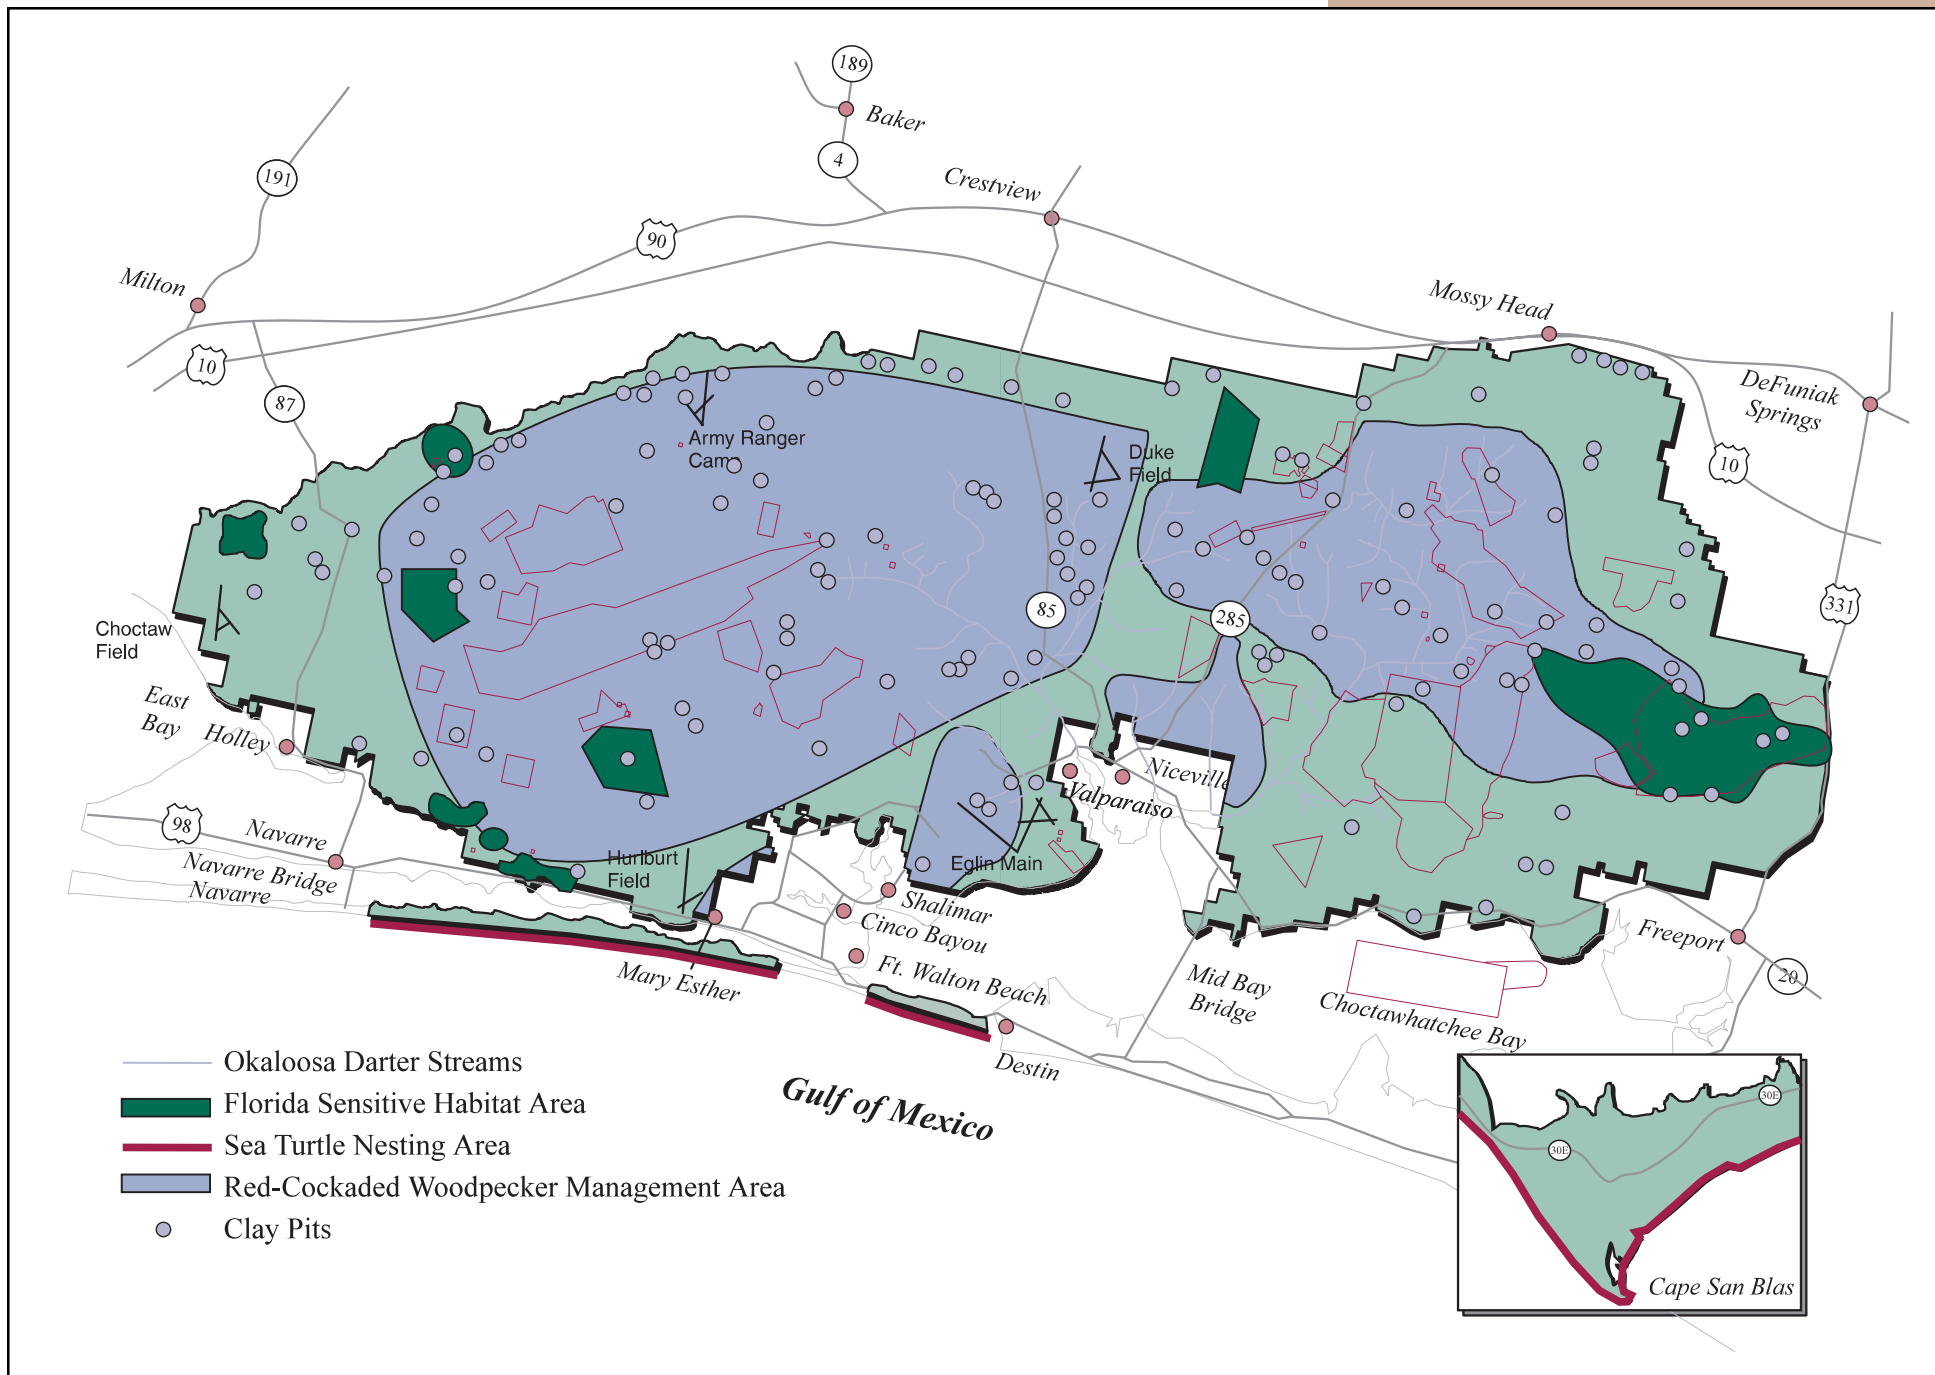 189
Baker
4
191
Crestview
90
Milton
Mossy Head
10
87
DeFuniak
Springs
Army Ranger
Camp
Duke
Field
10
331
85
285
Choctaw
Field
East
Bay
Holley
Niceville
Valparaiso
98
Navarre
Navarre Bridge
Navarre
Hurlburt
Field
Eglin Main
Shalimar
Cinco Bayou
Freeport
20
Mary Esther
Ft. Walton Beach
Mid Bay
Bridge
Choctawhatchee Bay
Destin
Gulf of Mexico
Okaloosa Darter Streams
Florida Sensitive Habitat Area
Sea Turtle Nesting Area
Red-Cockaded Woodpecker Management Area
Clay Pits
30E
30E
Cape San Blas